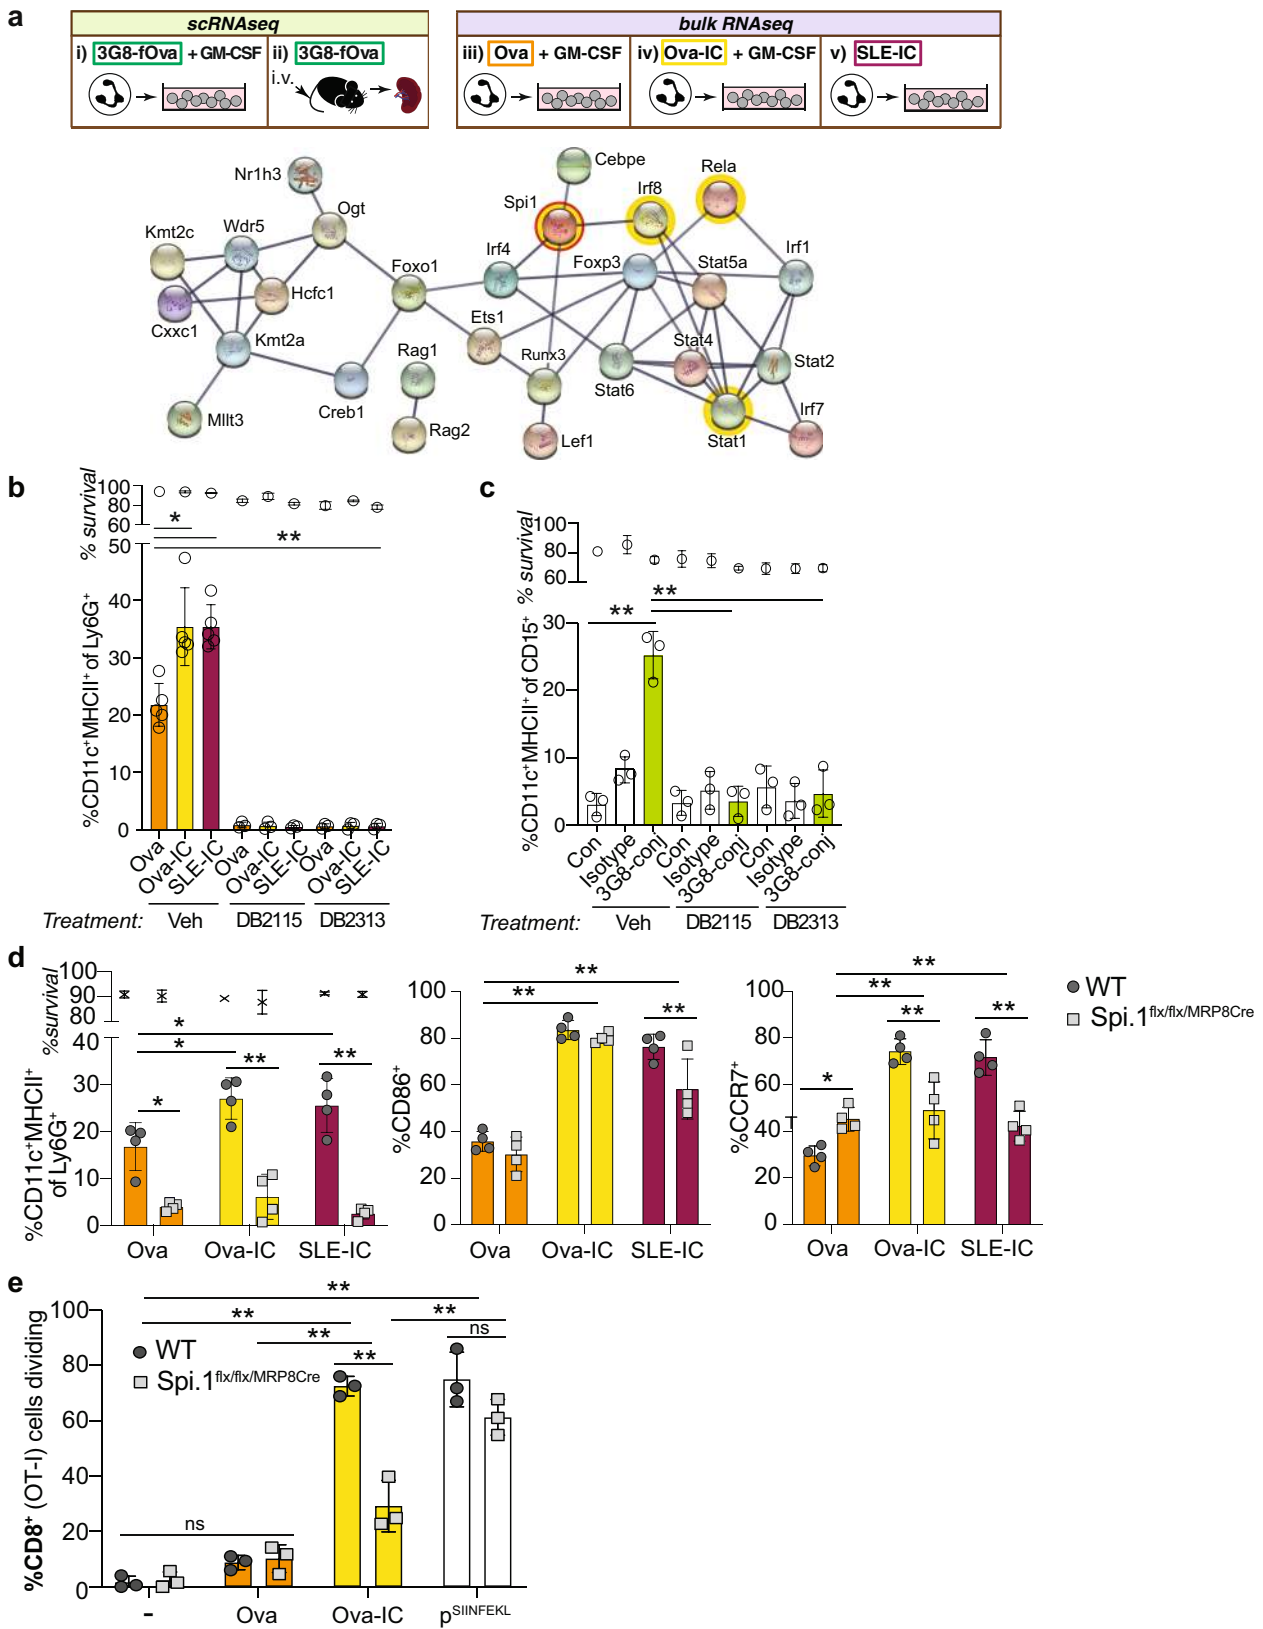 a
scRNAseq
bulk RNAseq
i) 3G8-fOva + GM-CSF
ii) 3G8-fOva
i.v.
iii) Ova + GM-CSF
iv) Ova-IC + GM-CSF
v) SLE-IC
Nr1h3
Cebpe
Rela
Irf8
Spi1
Ogt
Kmt2c
Wdr5
Irf4
Foxp3
Stat5a
Irf1
Foxo1
Hcfc1
Cxxc1
Ets1
Kmt2a
Rag1
Runx3
Stat4
Stat2
Stat6
Creb1
Mllt3
Rag2
Lef1
Stat1
Irf7
b
% survival
100
80
60
*
**
%CD11c⁺MHCII⁺ of Ly6G⁺
50
40
30
20
10
0
Ova
Ova-IC
SLE-IC
Ova
Ova-IC
SLE-IC
Ova
Ova-IC
SLE-IC
Treatment: Veh DB2115 DB2313
c
% survival
100
80
60
**
**
%CD11c⁺MHCII⁺ of CD15⁺
30
20
10
0
Con
Isotype
3G8-conj
Con
Isotype
3G8-conj
Con
Isotype
3G8-conj
Treatment: Veh DB2115 DB2313
d
%survival
100
90
80
*
*
**
**
*
%CD11c⁺MHCII⁺
of Ly6G⁺
40
30
20
10
0
Ova Ova-IC SLE-IC
**
**
**
%CD86⁺
100
80
60
40
20
0
Ova Ova-IC SLE-IC
**
**
**
**
*
%CCR7⁺
100
80
60
40
20
0
Ova Ova-IC SLE-IC
WT
Spi.1flx/flx/MRP8Cre
e
**
**
**
**
ns
**
WT
Spi.1flx/flx/MRP8Cre
ns
%CD8⁺ (OT-I) cells dividing
100
80
60
40
20
0
- Ova Ova-IC pSIINFEKL